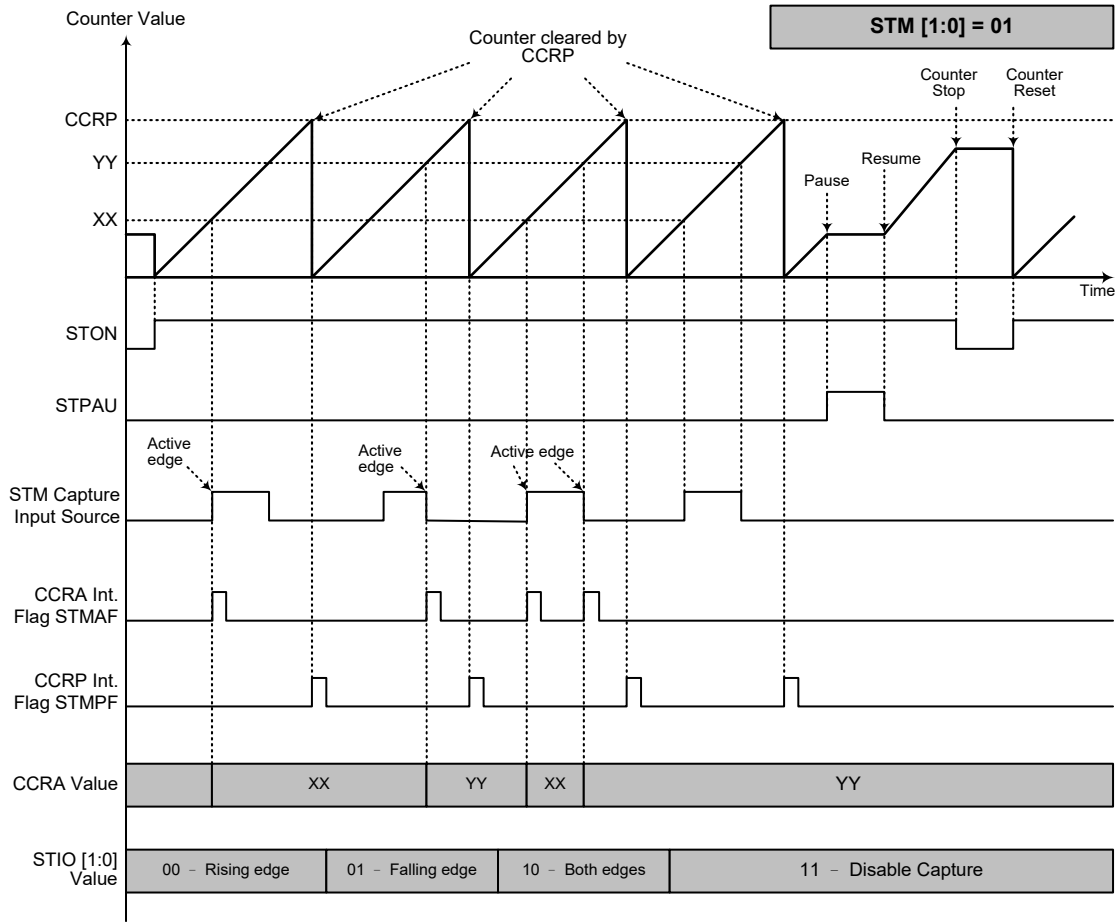 Counter Value
STM [1:0] = 01
Counter cleared by
CCRP
Counter
Stop
Counter
Reset
CCRP
YY
Resume
Pause
XX
Time
STON
STPAU
Active
edge
Active
edge
Active edge
STM Capture
Input Source
CCRA Int.
Flag STMAF
CCRP Int.
Flag STMPF
CCRA Value
XX
YY
XX
YY
STIO [1:0]
Value
00 – Rising edge
01 – Falling edge
10 – Both edges
11 – Disable Capture